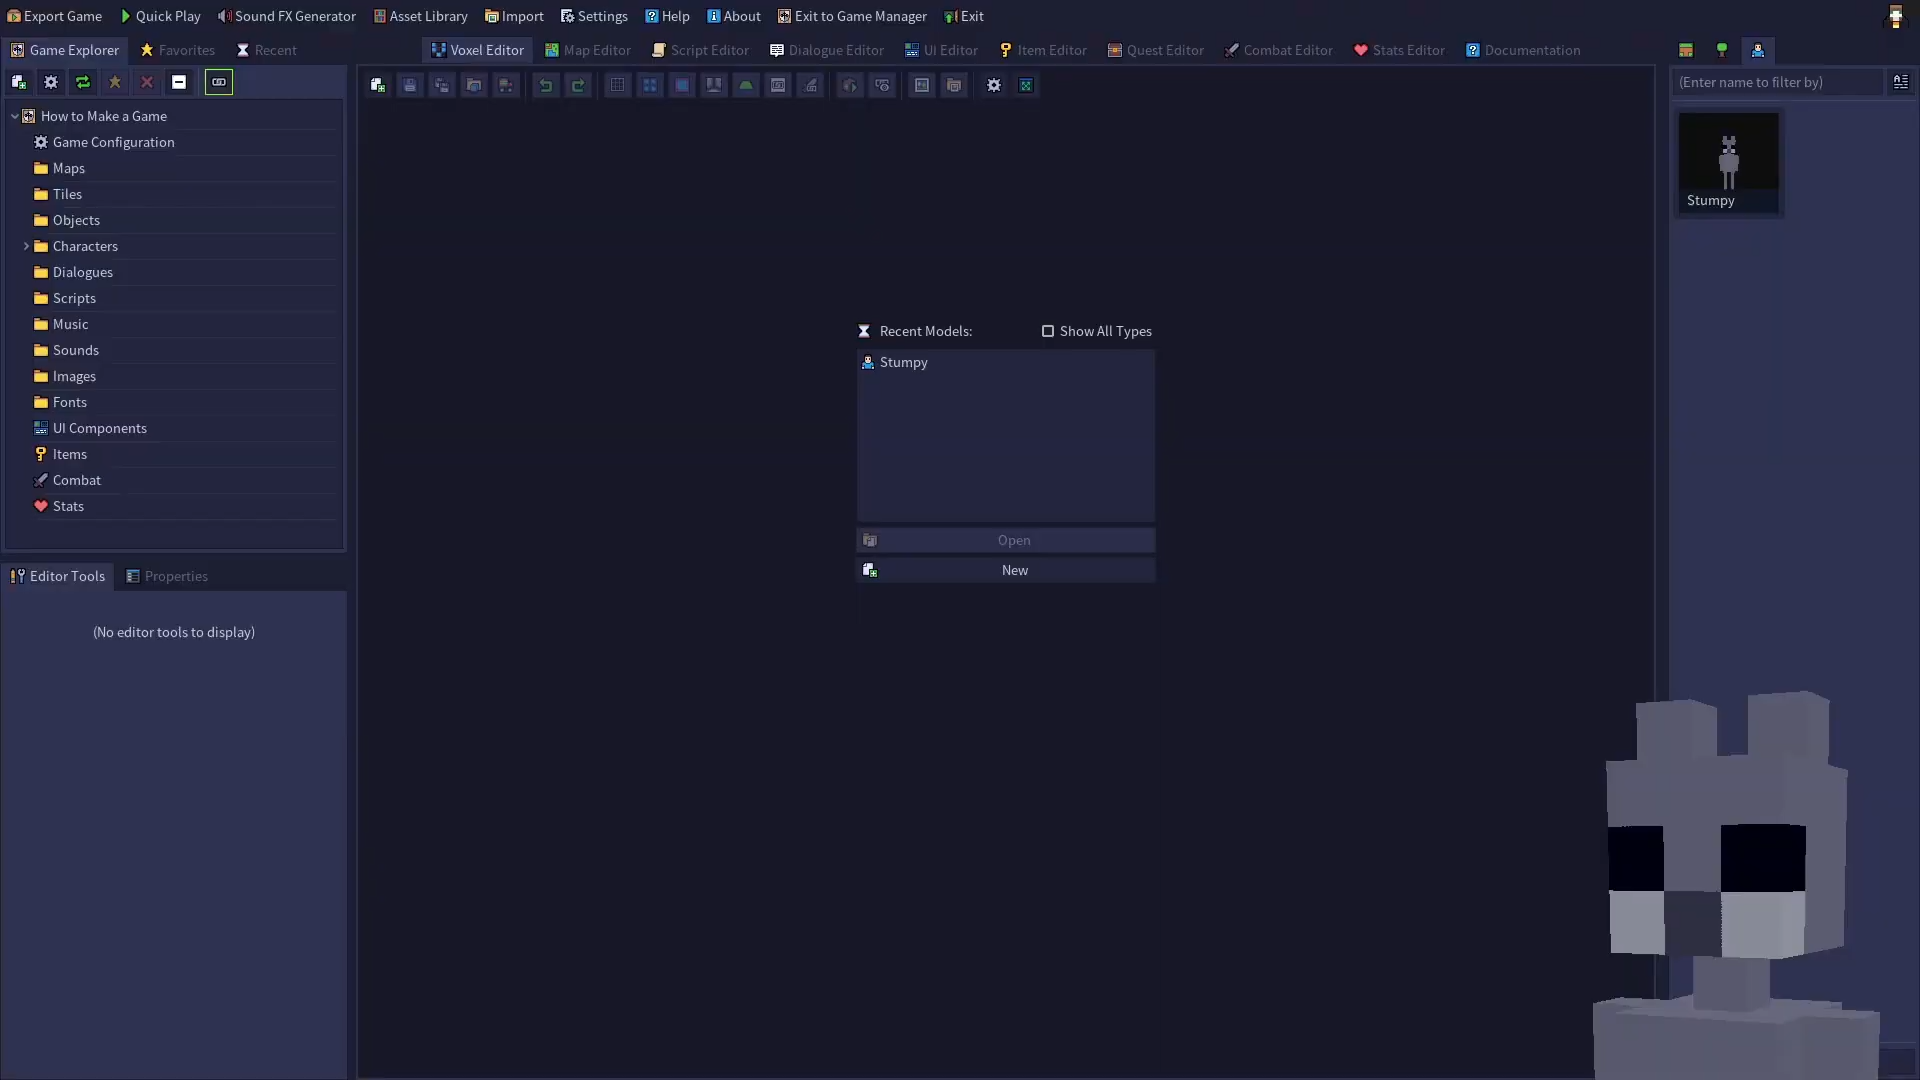 Export Game Quick Play Sound FX Generator Asset Library Import Settings Help About Exit to Game Manager Exit
Game Explorer Favorites Recent
Voxel Editor Map Editor Script Editor Dialogue Editor UI Editor Item Editor Quest Editor Combat Editor Stats Editor Documentation
(Enter name to filter by)
How to Make a Game
Game Configuration
Maps
Tiles
Objects
Characters
Dialogues
Scripts
Music
Sounds
Images
Fonts
UI Components
Items
Combat
Stats
Editor Tools Properties
(No editor tools to display)
Recent Models: Show All Types
Stumpy
Open
New
Stumpy